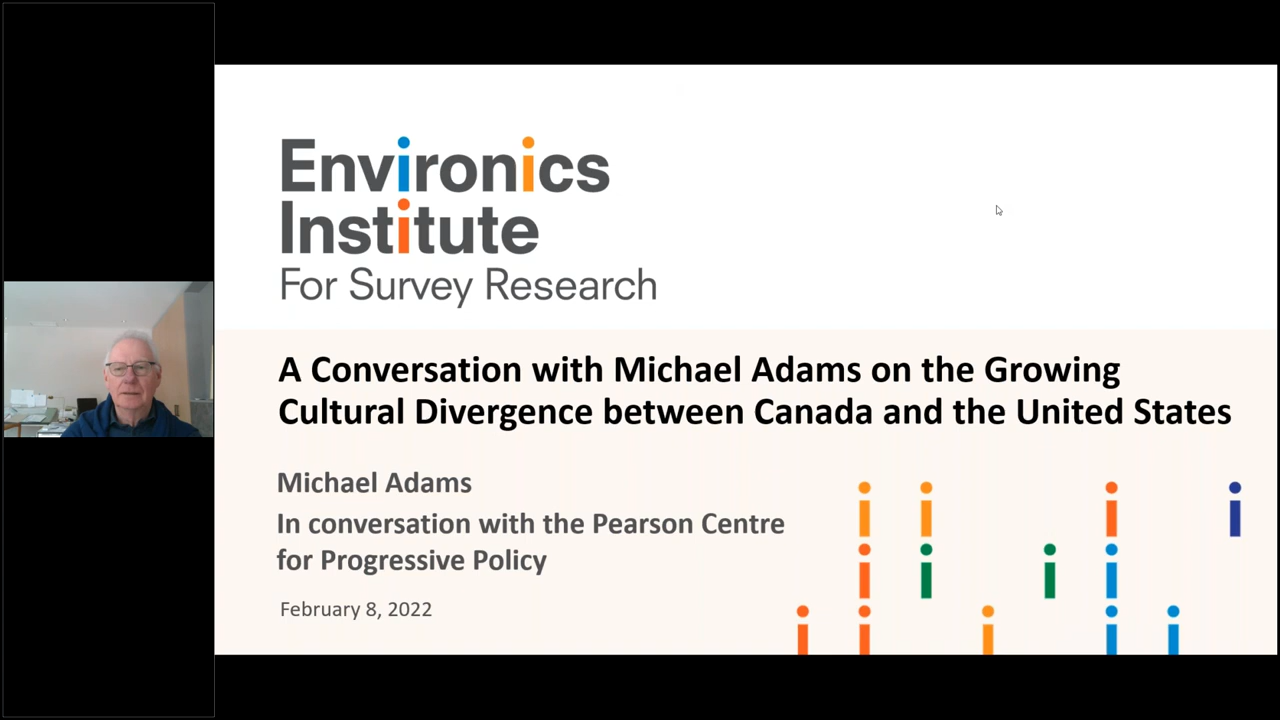 Environics
Institute
For Survey Research
A Conversation with Michael Adams on the Growing
Cultural Divergence between Canada and the United States
Michael Adams
In conversation with the Pearson Centre
for Progressive Policy
February 8, 2022